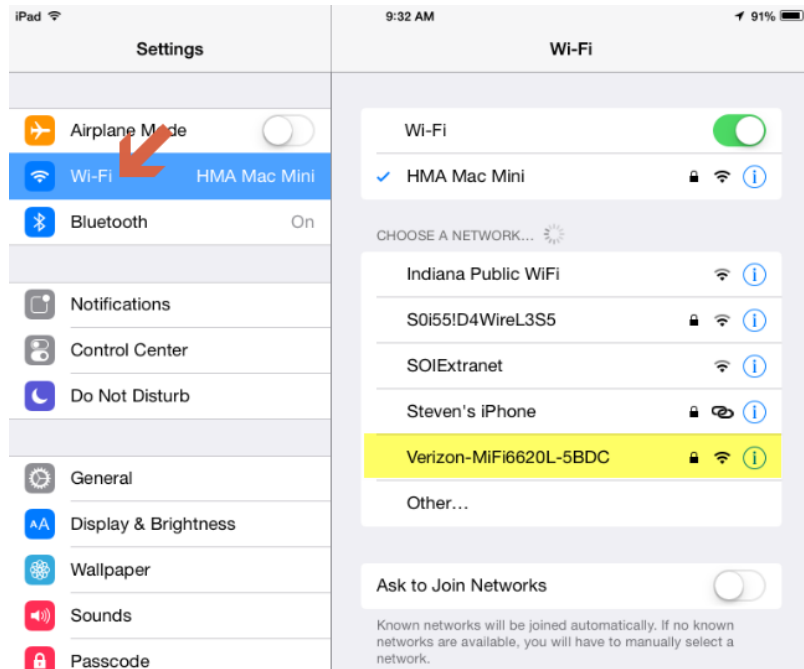 iPad 9:32 AM 91%
Settings
Wi-Fi
Airplane Mode
Wi-Fi HMA Mac Mini
Bluetooth On
Notifications
Control Center
Do Not Disturb
General
AA Display & Brightness
Wallpaper
Sounds
Passcode
Wi-Fi
HMA Mac Mini
CHOOSE A NETWORK...
Indiana Public WiFi
S0i55!D4WireL3S5
SOIExtranet
Steven's iPhone
Verizon-MiFi6620L-5BDC
Other...
Ask to Join Networks
Known networks will be joined automatically. If no known
networks are available, you will have to manually select a
network.